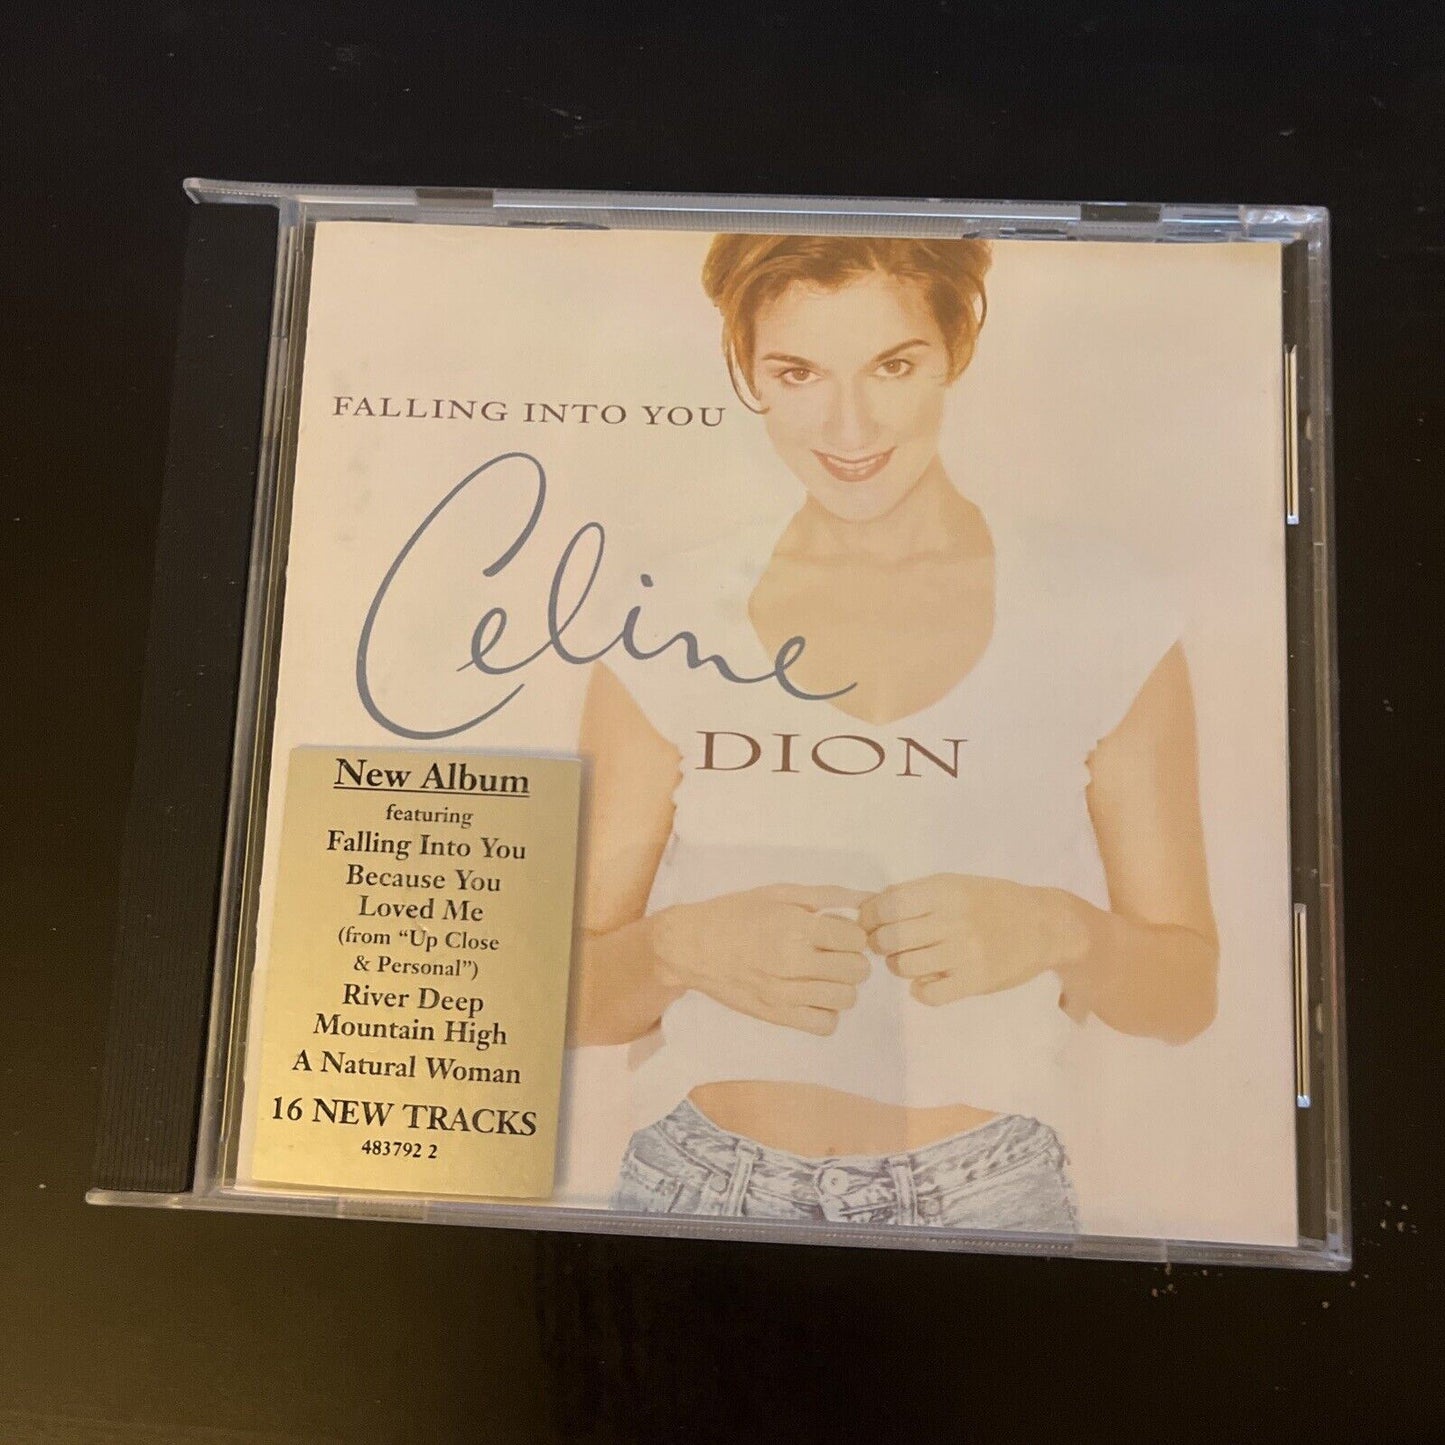 FALLING INTO YOU
Celine
DION
New Album
featuring
Falling Into You
Because You
Loved Me
(from “Up Close
& Personal”)
River Deep
Mountain High
A Natural Woman
16 NEW TRACKS
483792 2